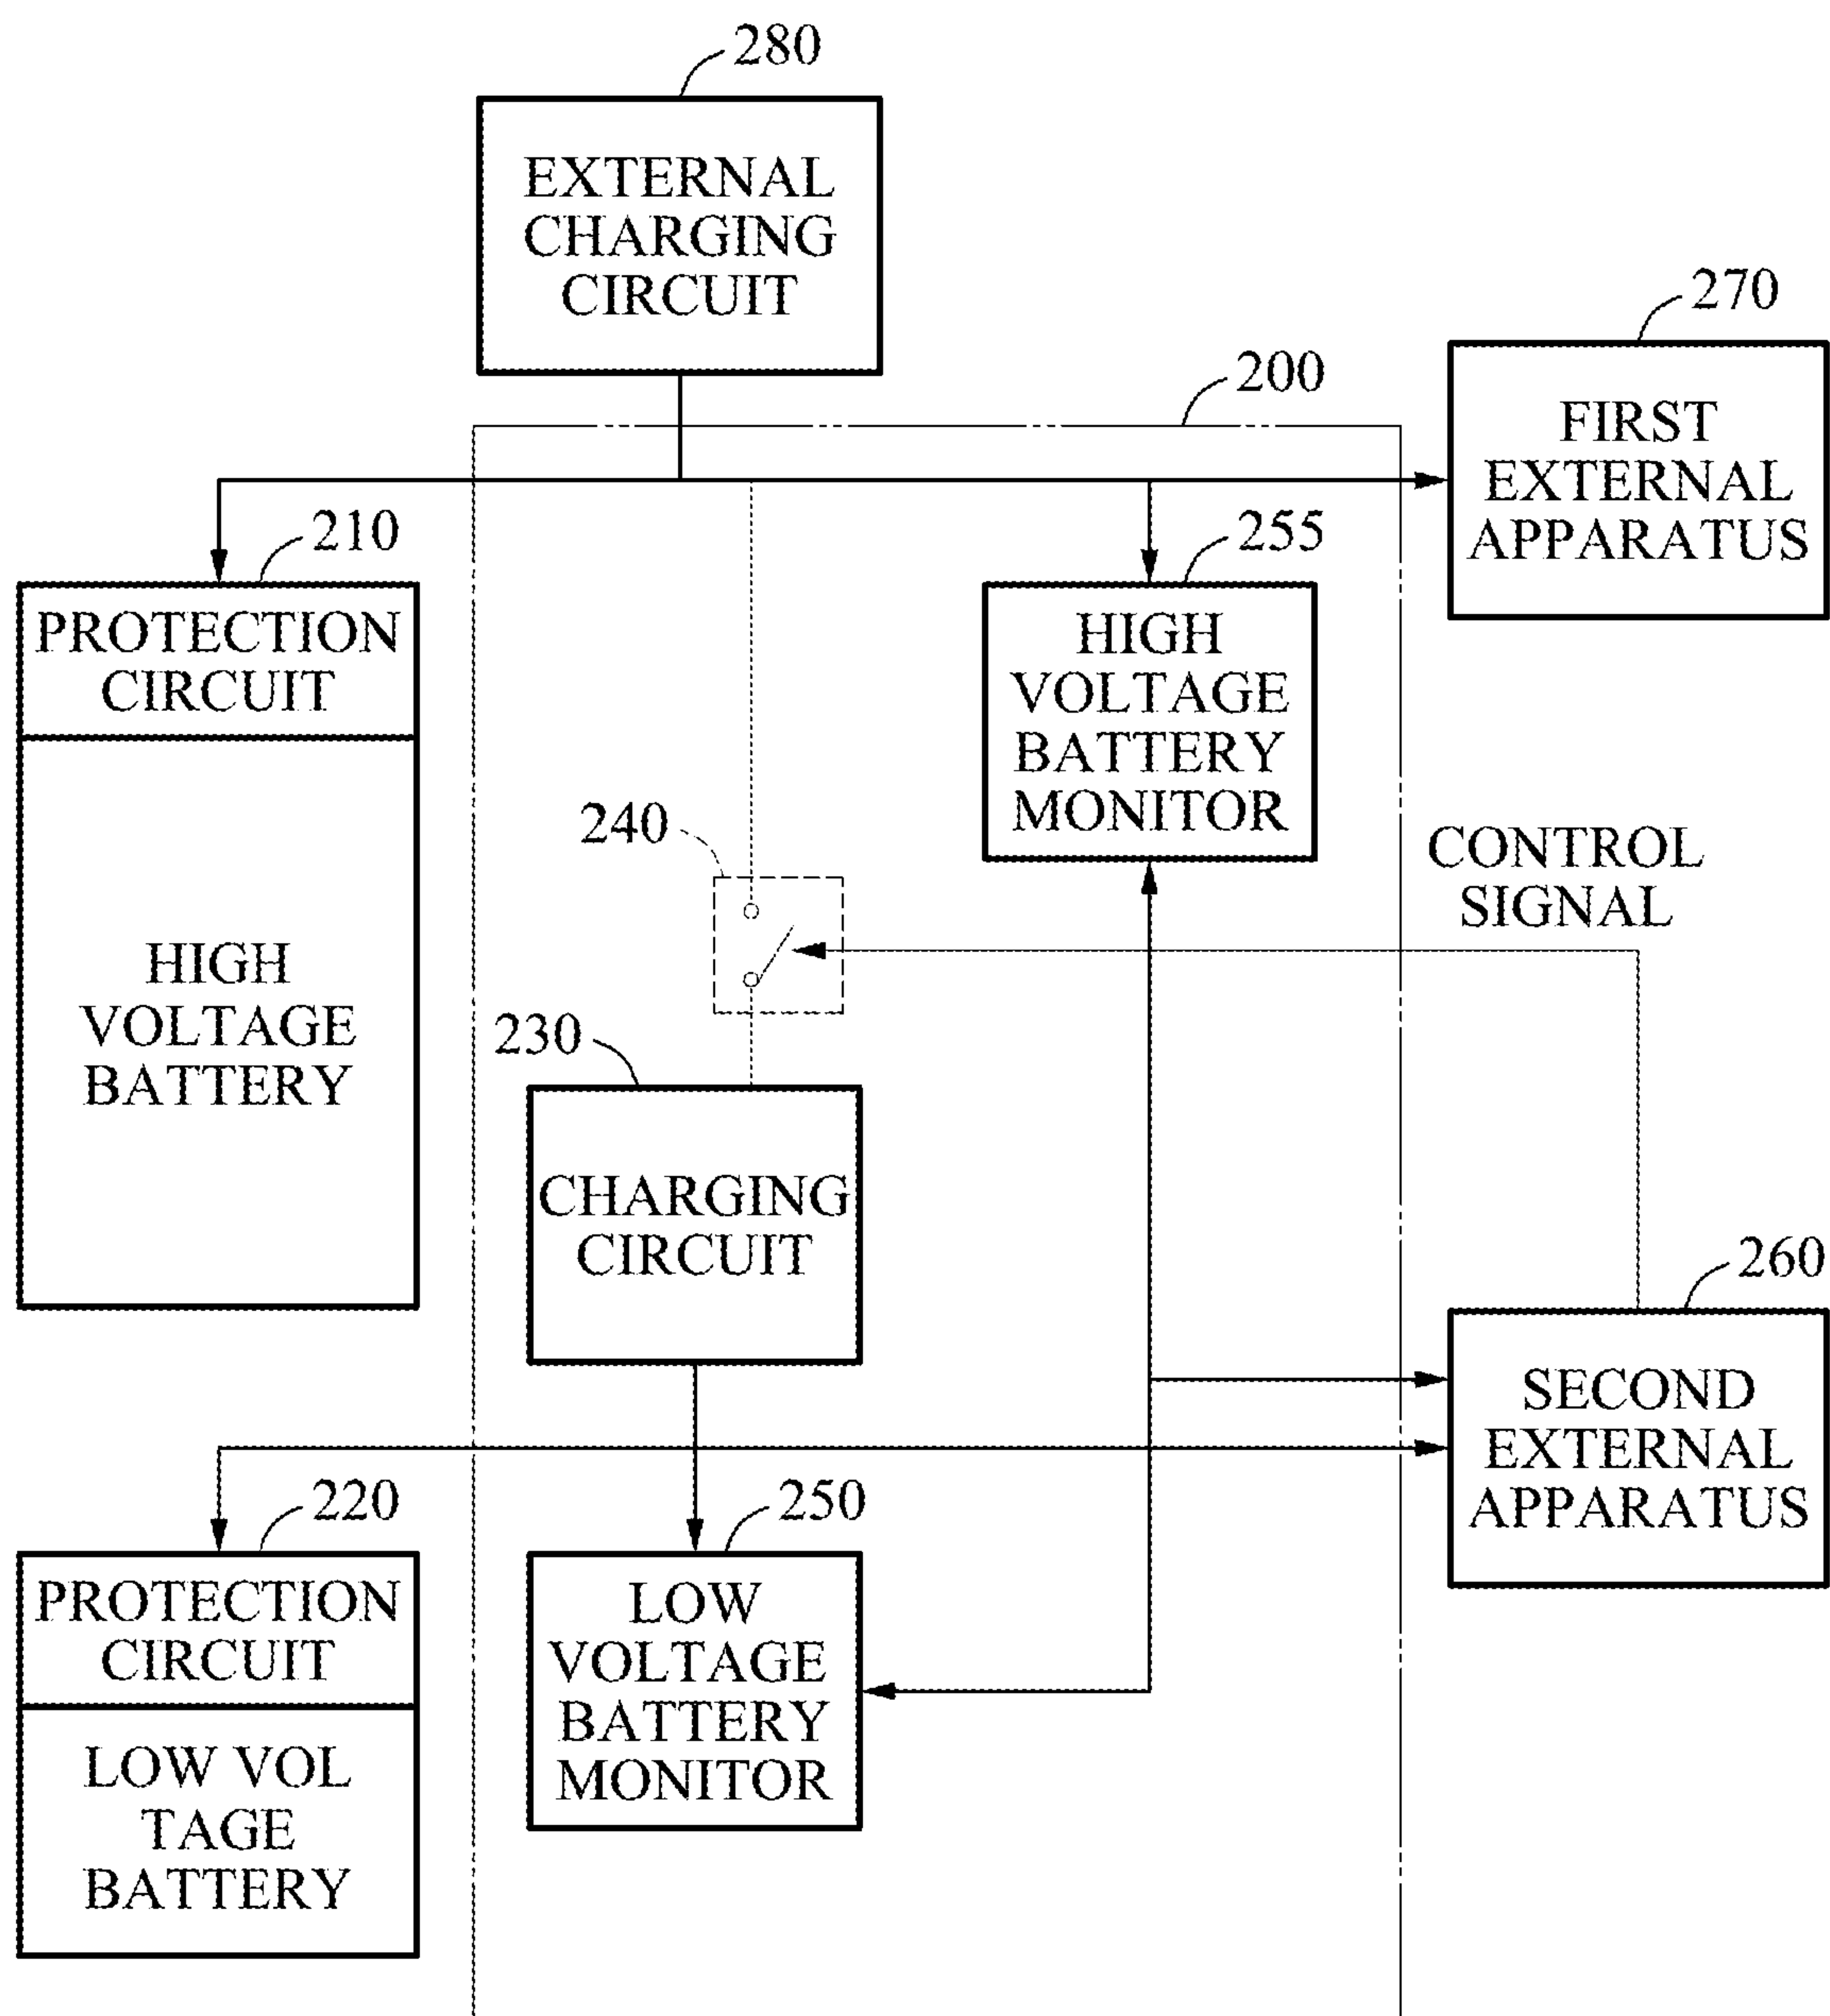 280
EXTERNAL
CHARGING
CIRCUIT
270
200
FIRST
EXTERNAL
APPARATUS
210
255
PROTECTION
CIRCUIT
HIGH
VOLTAGE
BATTERY
MONITOR
240
CONTROL
SIGNAL
HIGH
VOLTAGE
BATTERY
230
CHARGING
CIRCUIT
260
SECOND
EXTERNAL
APPARATUS
220
250
PROTECTION
CIRCUIT
LOW
VOLTAGE
BATTERY
MONITOR
LOW VOL
TAGE
BATTERY